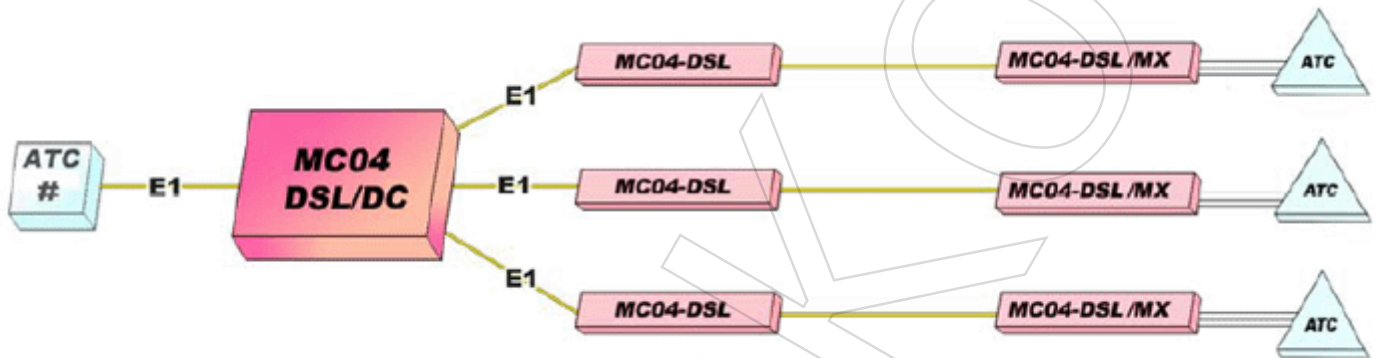 ATC
#
E1
MC04
DSL/DC
E1
MC04-DSL
MC04-DSL/MX
ATC
E1
MC04-DSL
MC04-DSL/MX
ATC
E1
MC04-DSL
MC04-DSL/MX
ATC